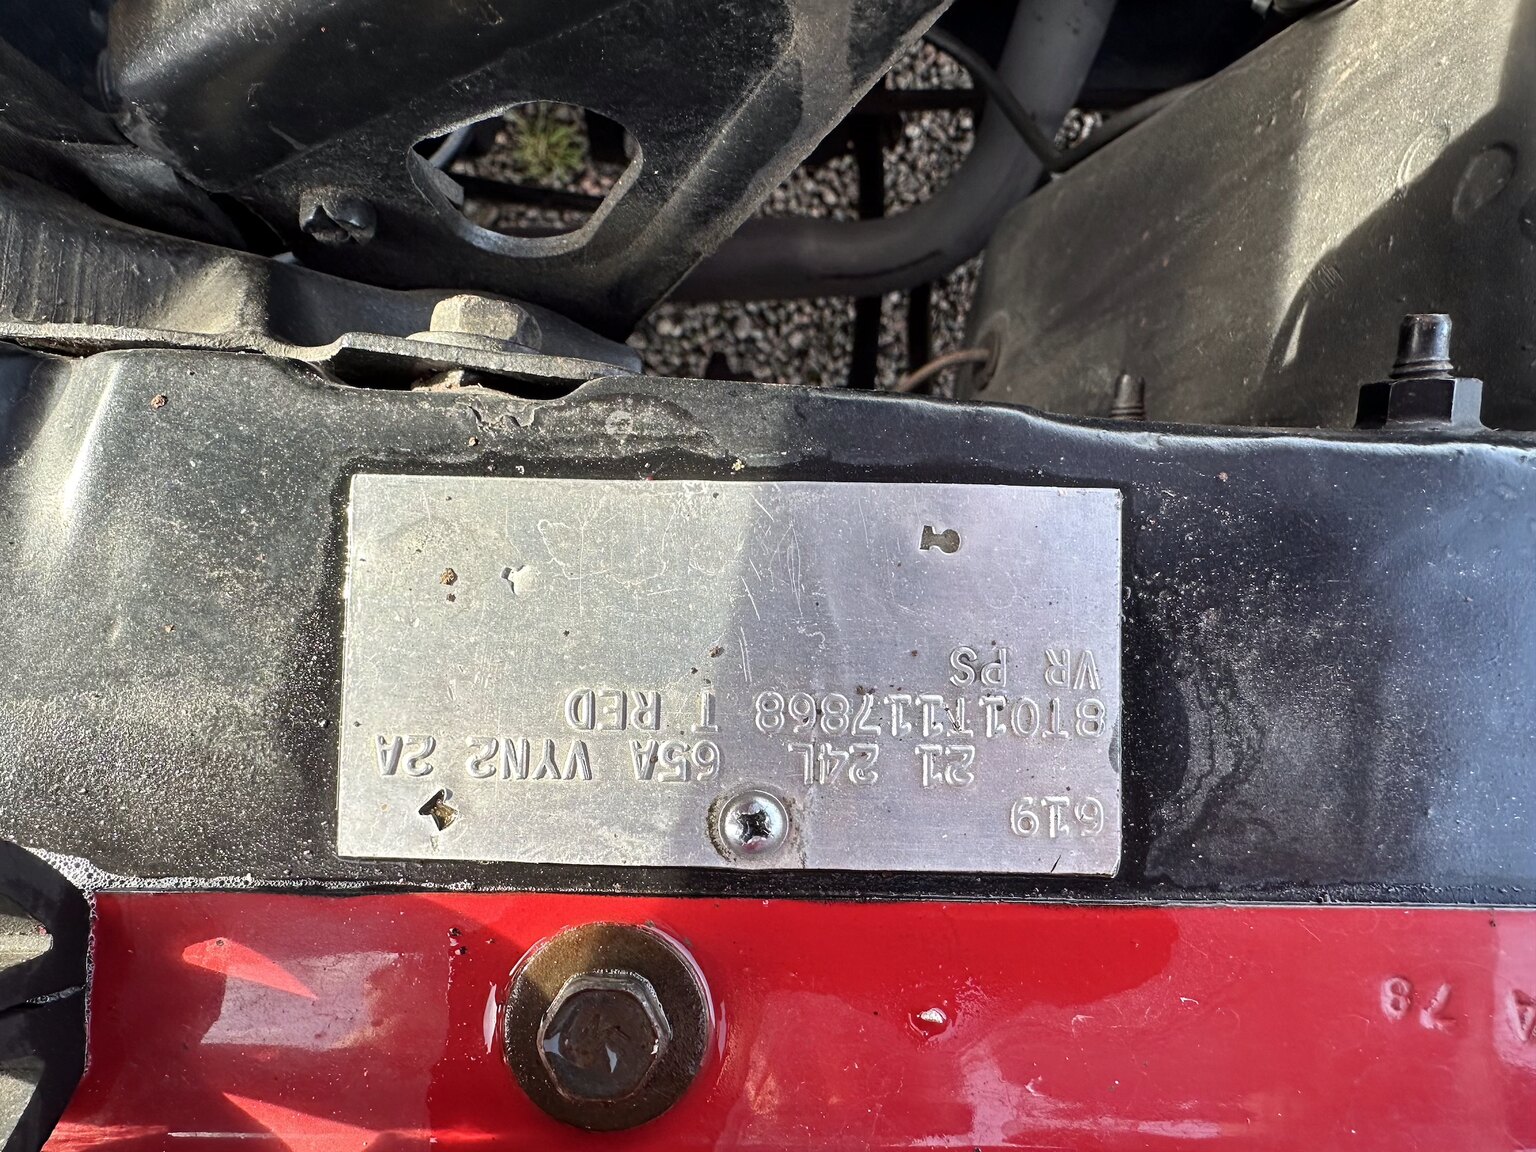 619
21 24L 65A VYN2 2A
8T01T117868 T RED
VR PS
78